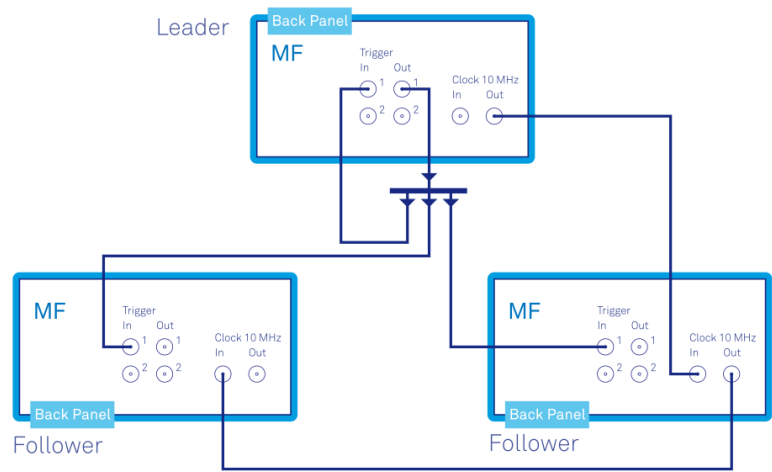 Leader
Back Panel
MF
Trigger
In Out
1 1
Clock 10 MHz
In Out
2 2
MF
Trigger
In Out
1 1
Clock 10 MHz
In Out
2 2
Back Panel
Follower
MF
Trigger
In Out
1 1
Clock 10 MHz
In Out
2 2
Back Panel
Follower